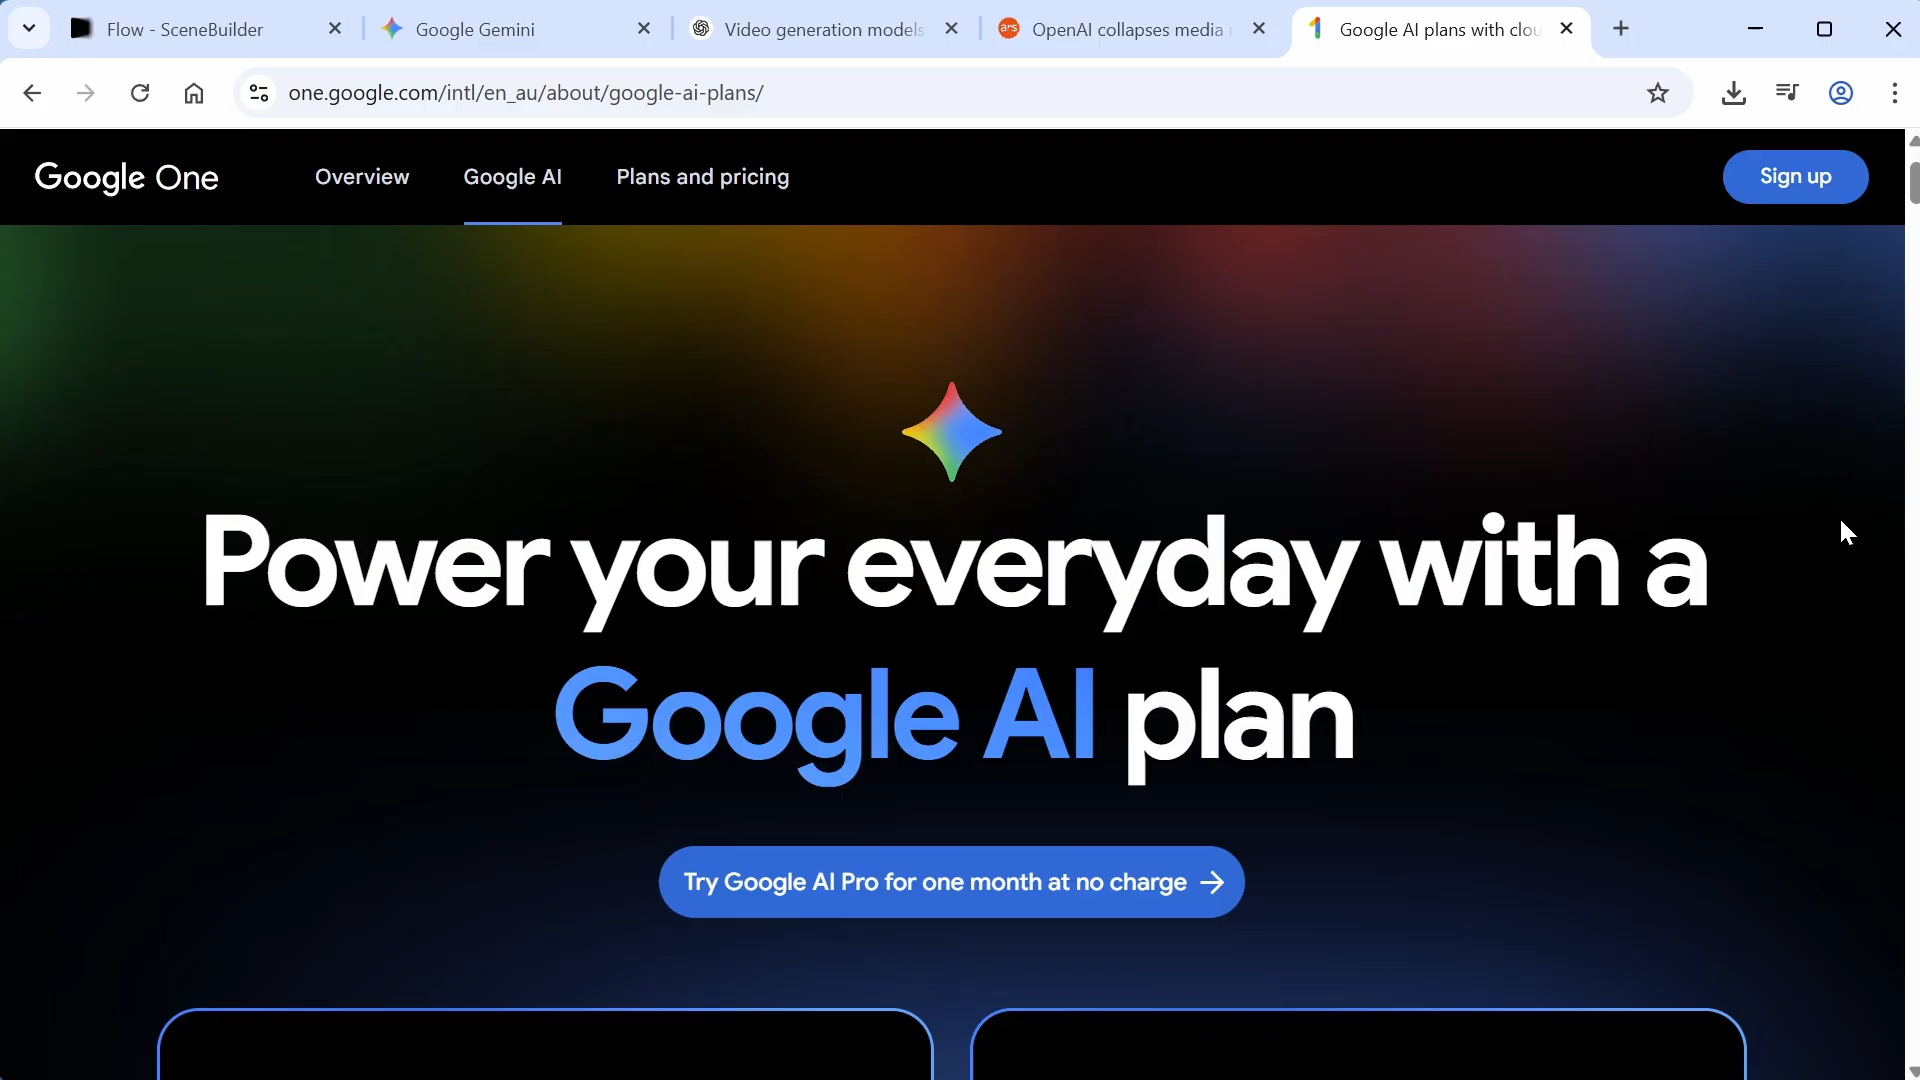 Flow - SceneBuilder
Google Gemini
Video generation models
OpenAI collapses media
Google AI plans with clou
one.google.com/intl/en_au/about/google-ai-plans/
Google One
Overview
Google AI
Plans and pricing
Sign up
Power your everyday with a
Google AI plan
Try Google AI Pro for one month at no charge →